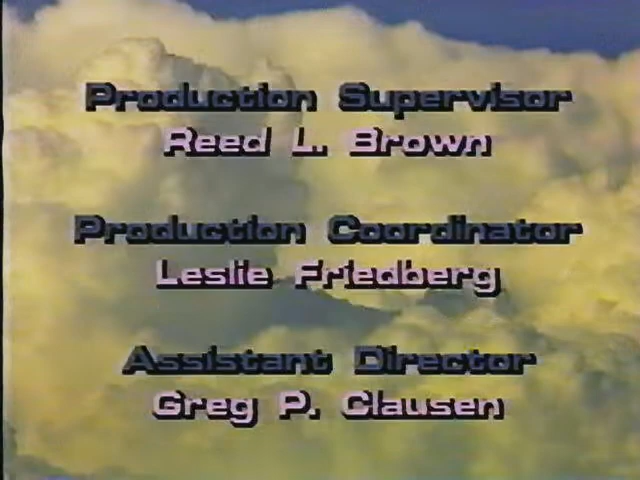 Production Supervisor
Reed L. Brown
Production Coordinator
Leslie Friedberg
Assistant Director
Greg P. Clausen